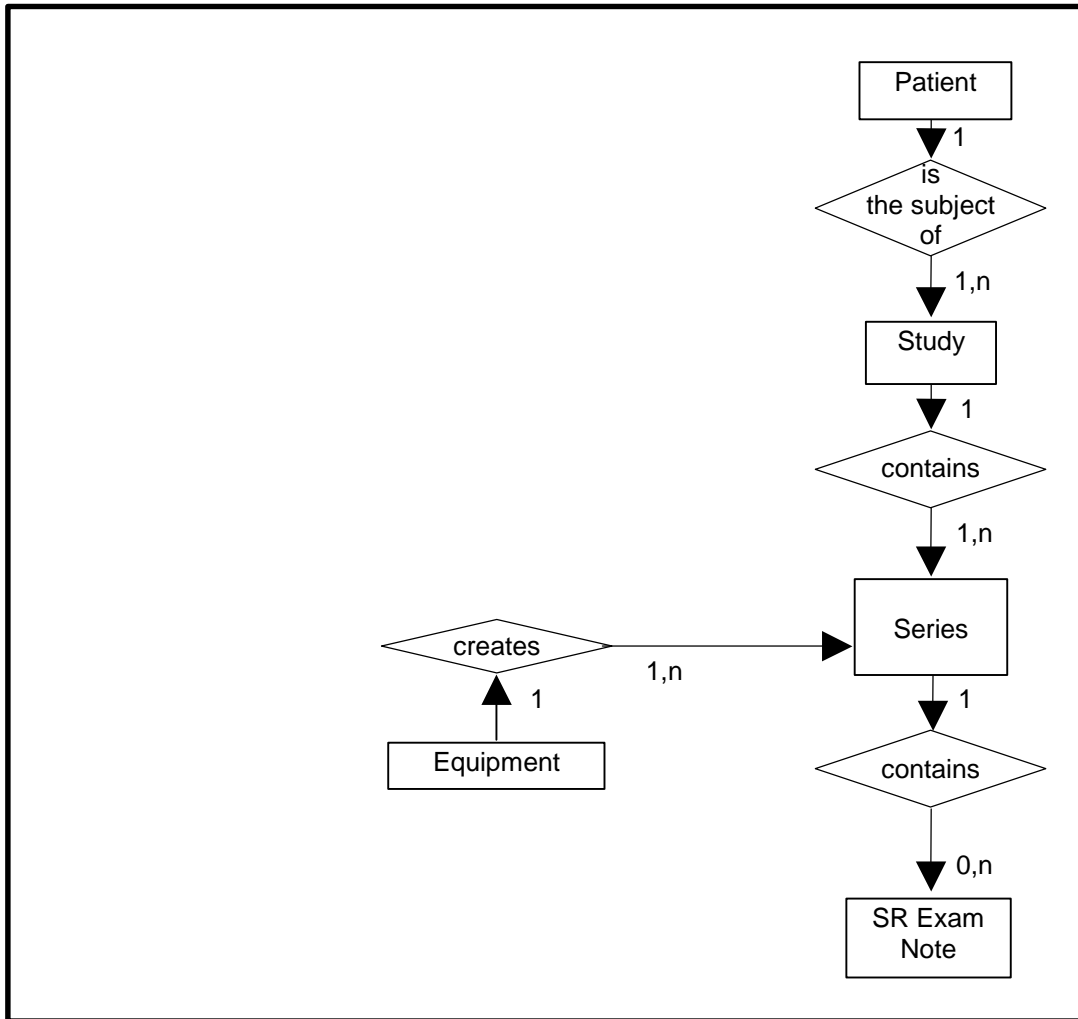 Patient
1
is
the subject
of
1,n
Study
1
contains
1,n
Series
creates
1,n
1
1
Equipment
contains
0,n
SR Exam
Note